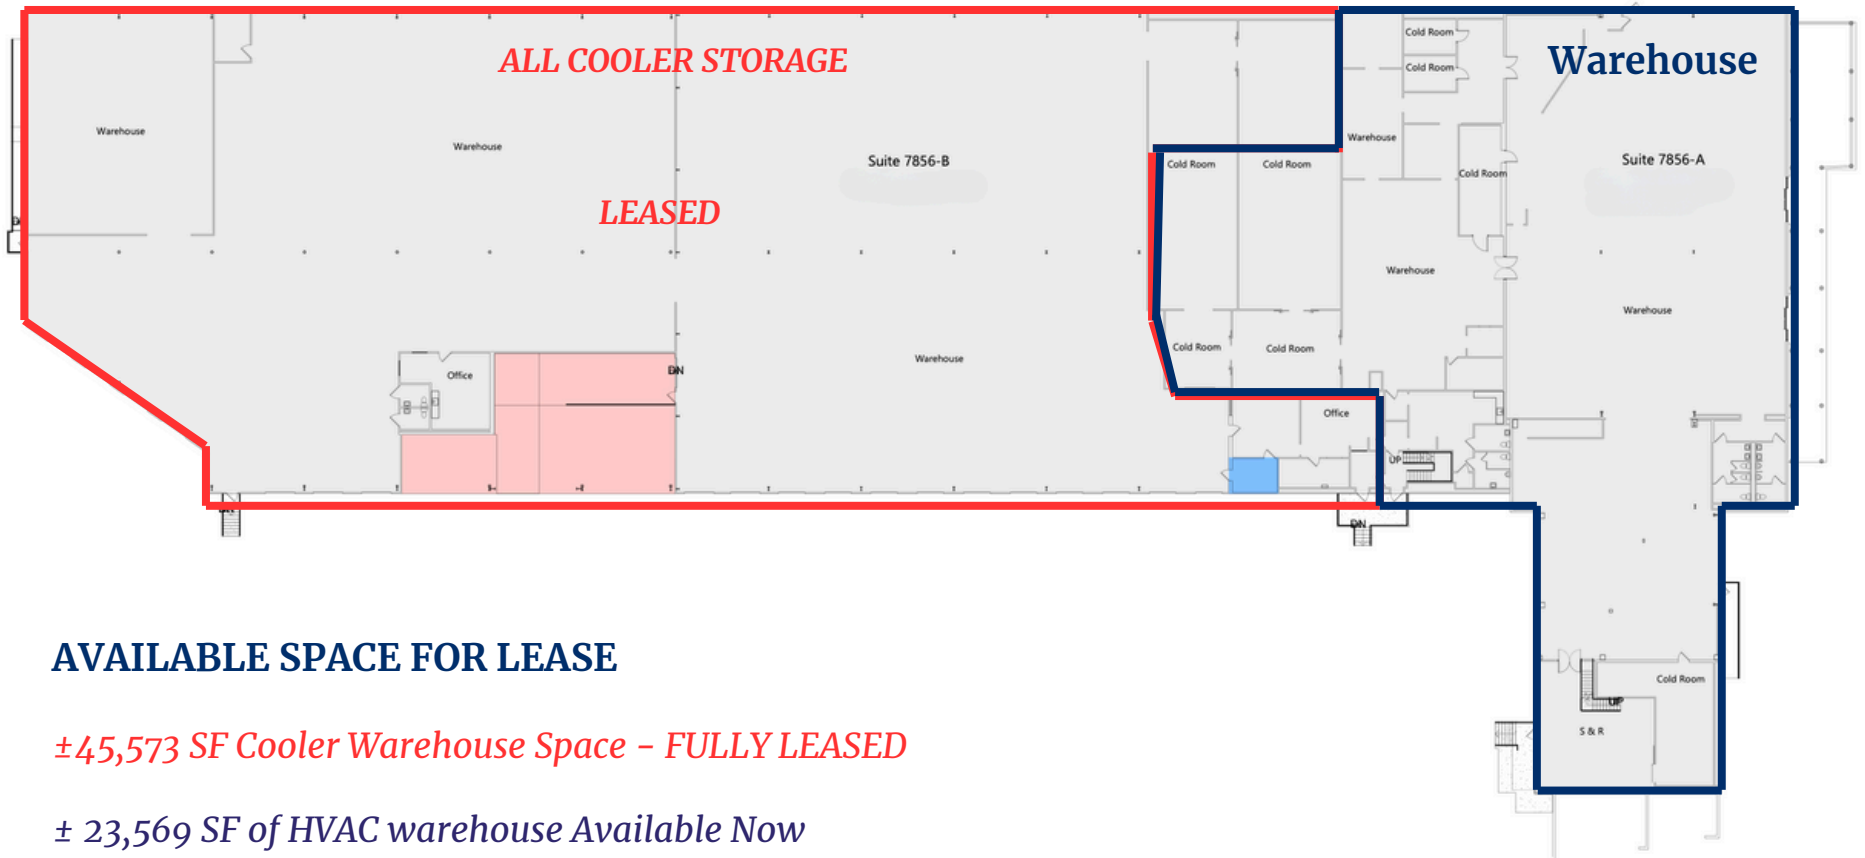 ALL COOLER STORAGE
LEASED
Warehouse
Warehouse
Warehouse
Suite 7856-B
Warehouse
Office
DN
Cold Room
Cold Room
Cold Room
Cold Room
Office
Cold Room
Cold Room
Warehouse
Cold Room
Warehouse
UP
DN
Suite 7856-A
Warehouse
Cold Room
UP
S & R
AVAILABLE SPACE FOR LEASE
±45,573 SF Cooler Warehouse Space - FULLY LEASED
± 23,569 SF of HVAC warehouse Available Now